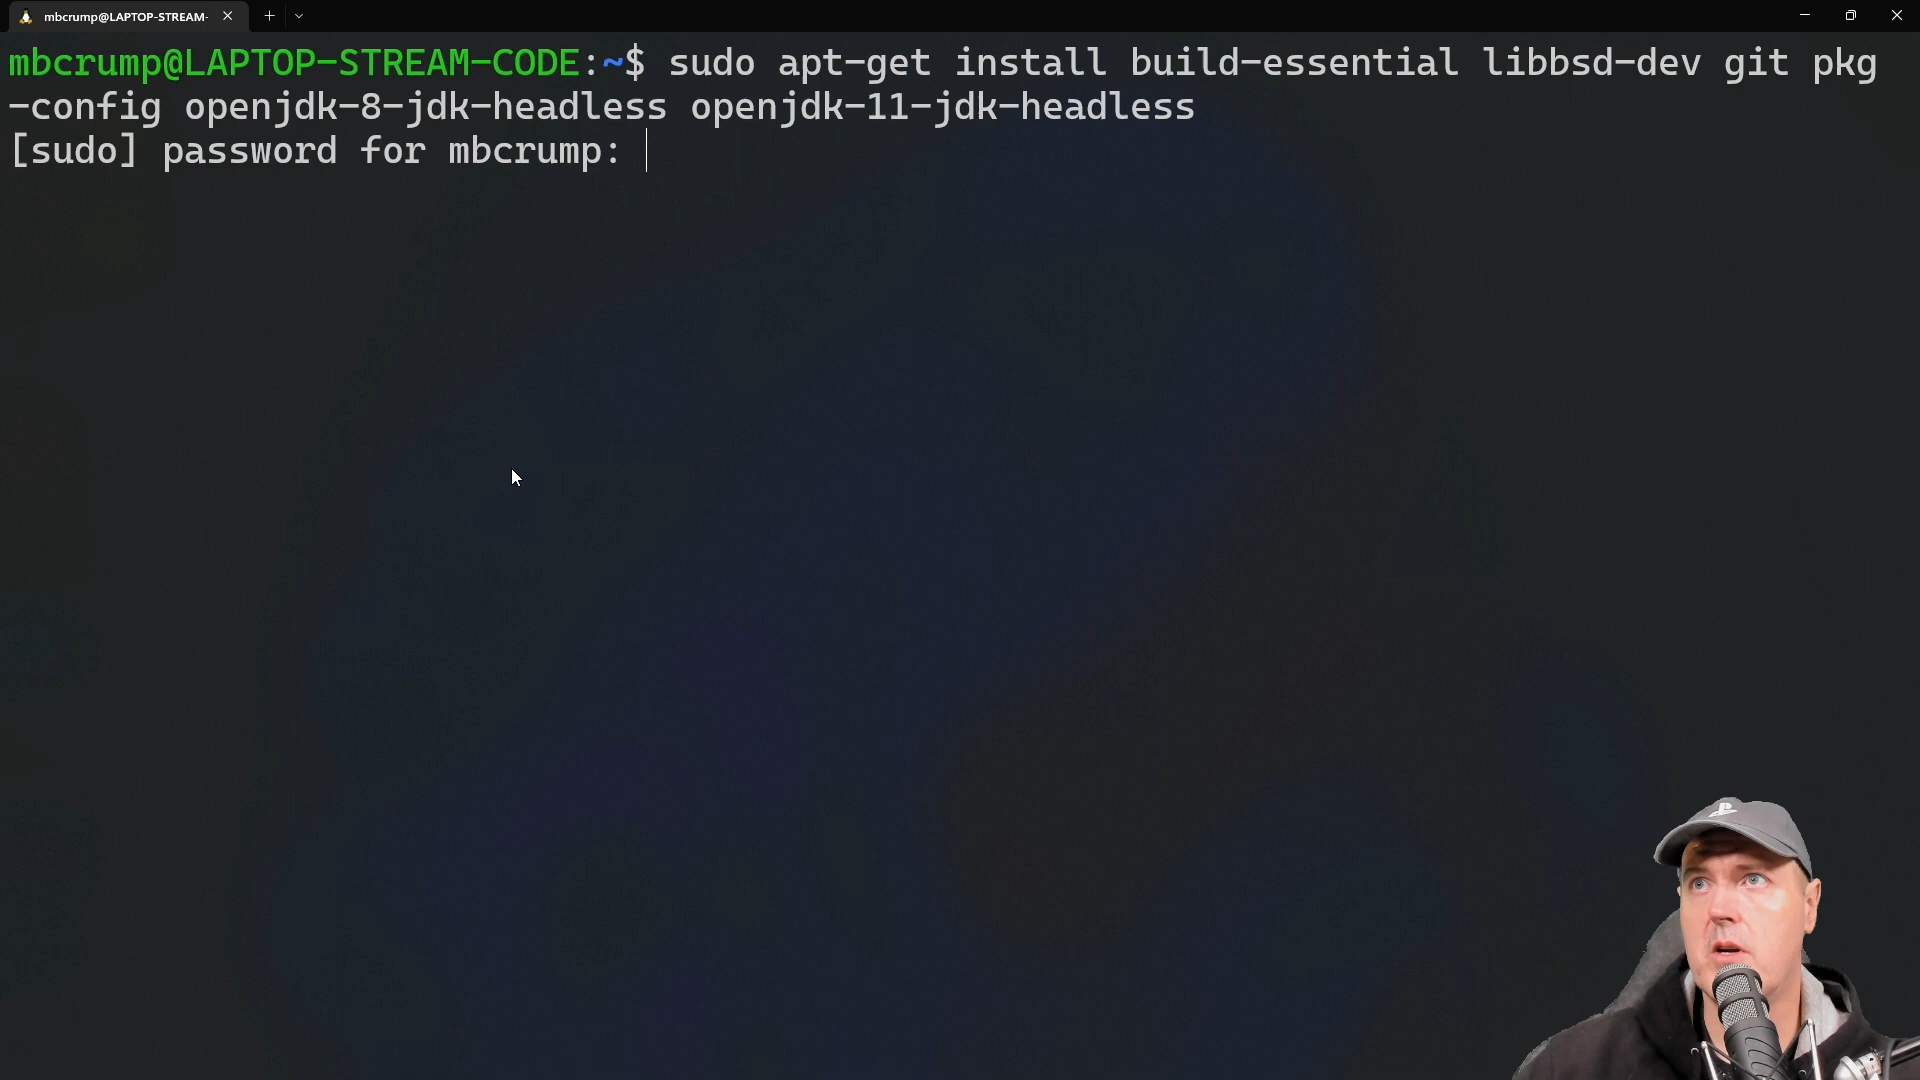 mbcrump@LAPTOP-STREAM-
mbcrump@LAPTOP-STREAM-CODE:~$ sudo apt-get install build-essential libbsd-dev git pkg
-config openjdk-8-jdk-headless openjdk-11-jdk-headless
[sudo] password for mbcrump: